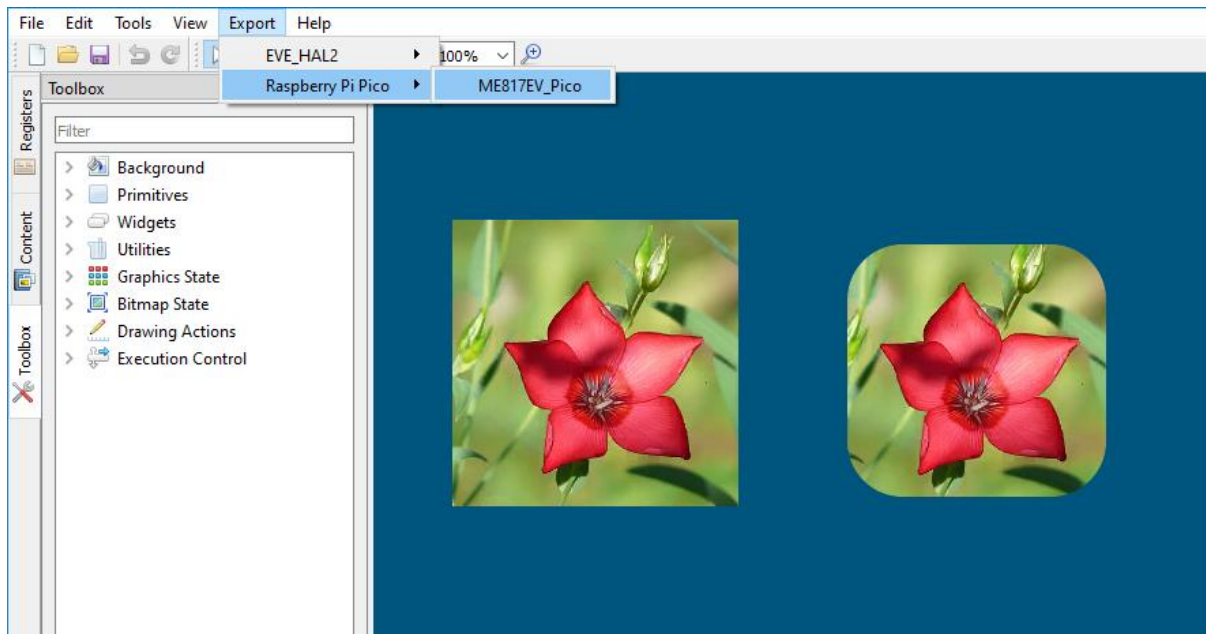 File Edit Tools View Export Help
EVE_HAL2
100%
Raspberry Pi Pico
ME817EV_Pico
Registers
Content
Toolbox
Toolbox
Filter
Background
Primitives
Widgets
Utilities
Graphics State
Bitmap State
Drawing Actions
Execution Control